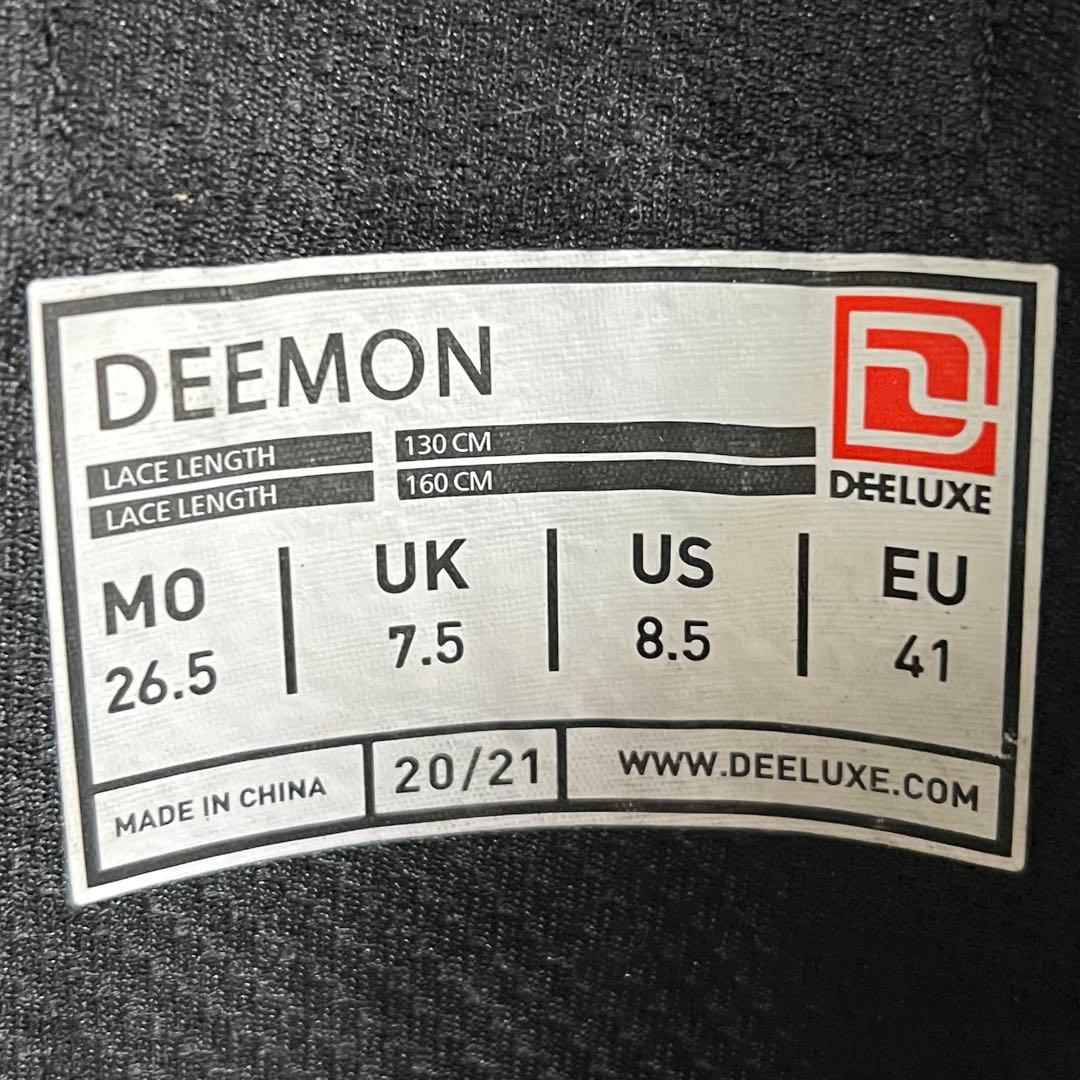 DEEMON
LACE LENGTH 130 CM
LACE LENGTH 160 CM
DEELUXE
MO UK US EU
26.5 7.5 8.5 41
MADE IN CHINA 20/21 WWW.DEELUXE.COM